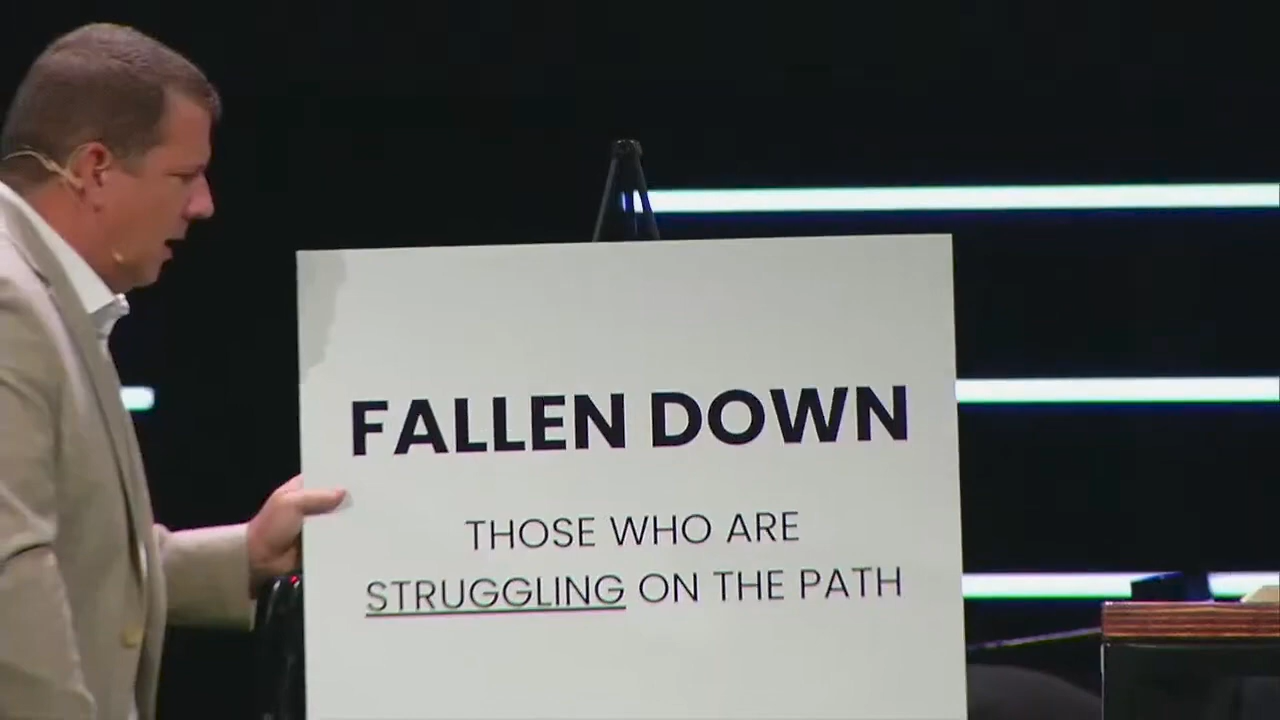 FALLEN DOWN
THOSE WHO ARE
STRUGGLING ON THE PATH